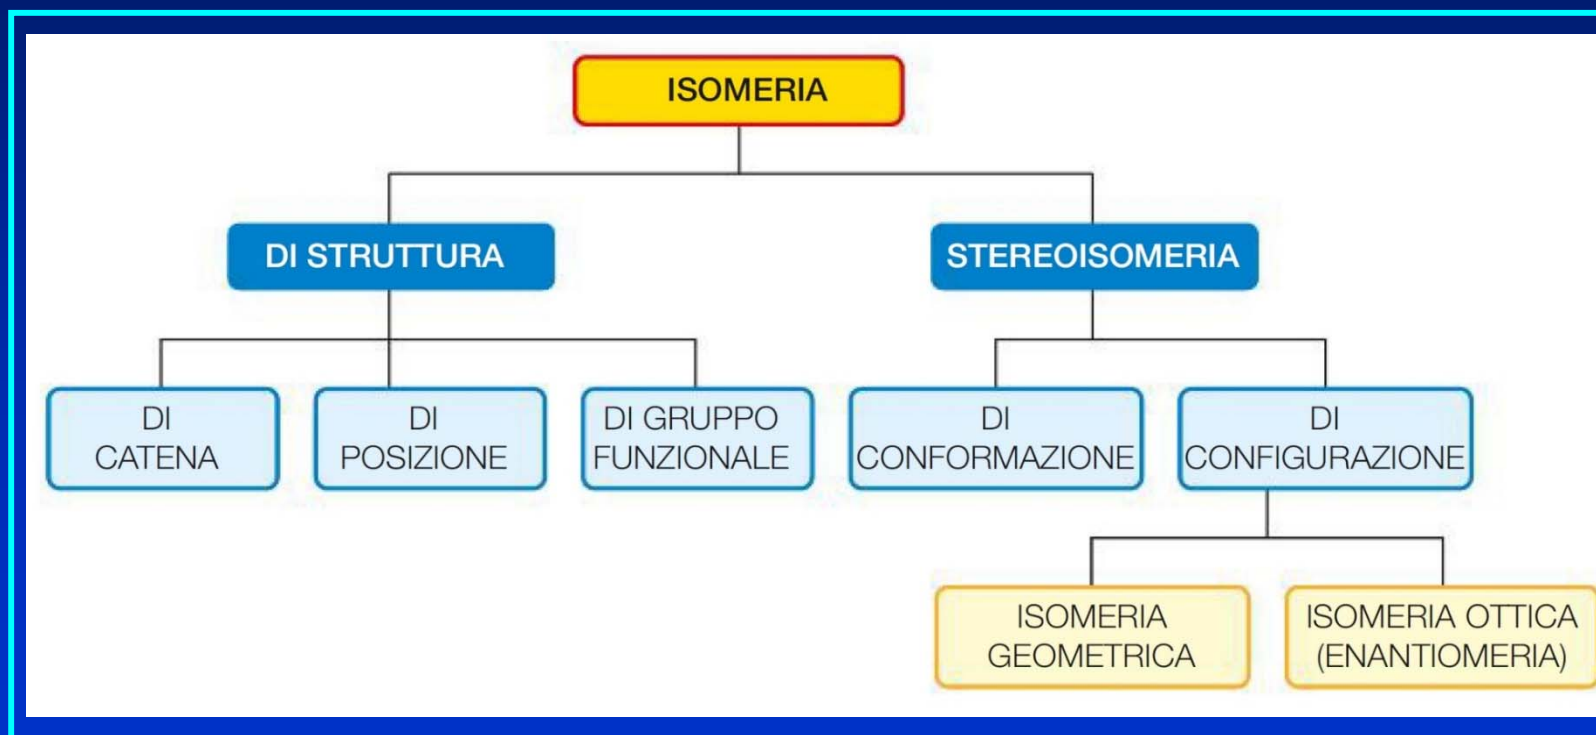 ISOMERIA
DI STRUTTURA
STEREOISOMERIA
DI
CATENA
DI
POSIZIONE
DI GRUPPO
FUNZIONALE
DI
CONFORMAZIONE
DI
CONFIGURAZIONE
ISOMERIA
GEOMETRICA
ISOMERIA OTTICA
(ENANTIOMERIA)